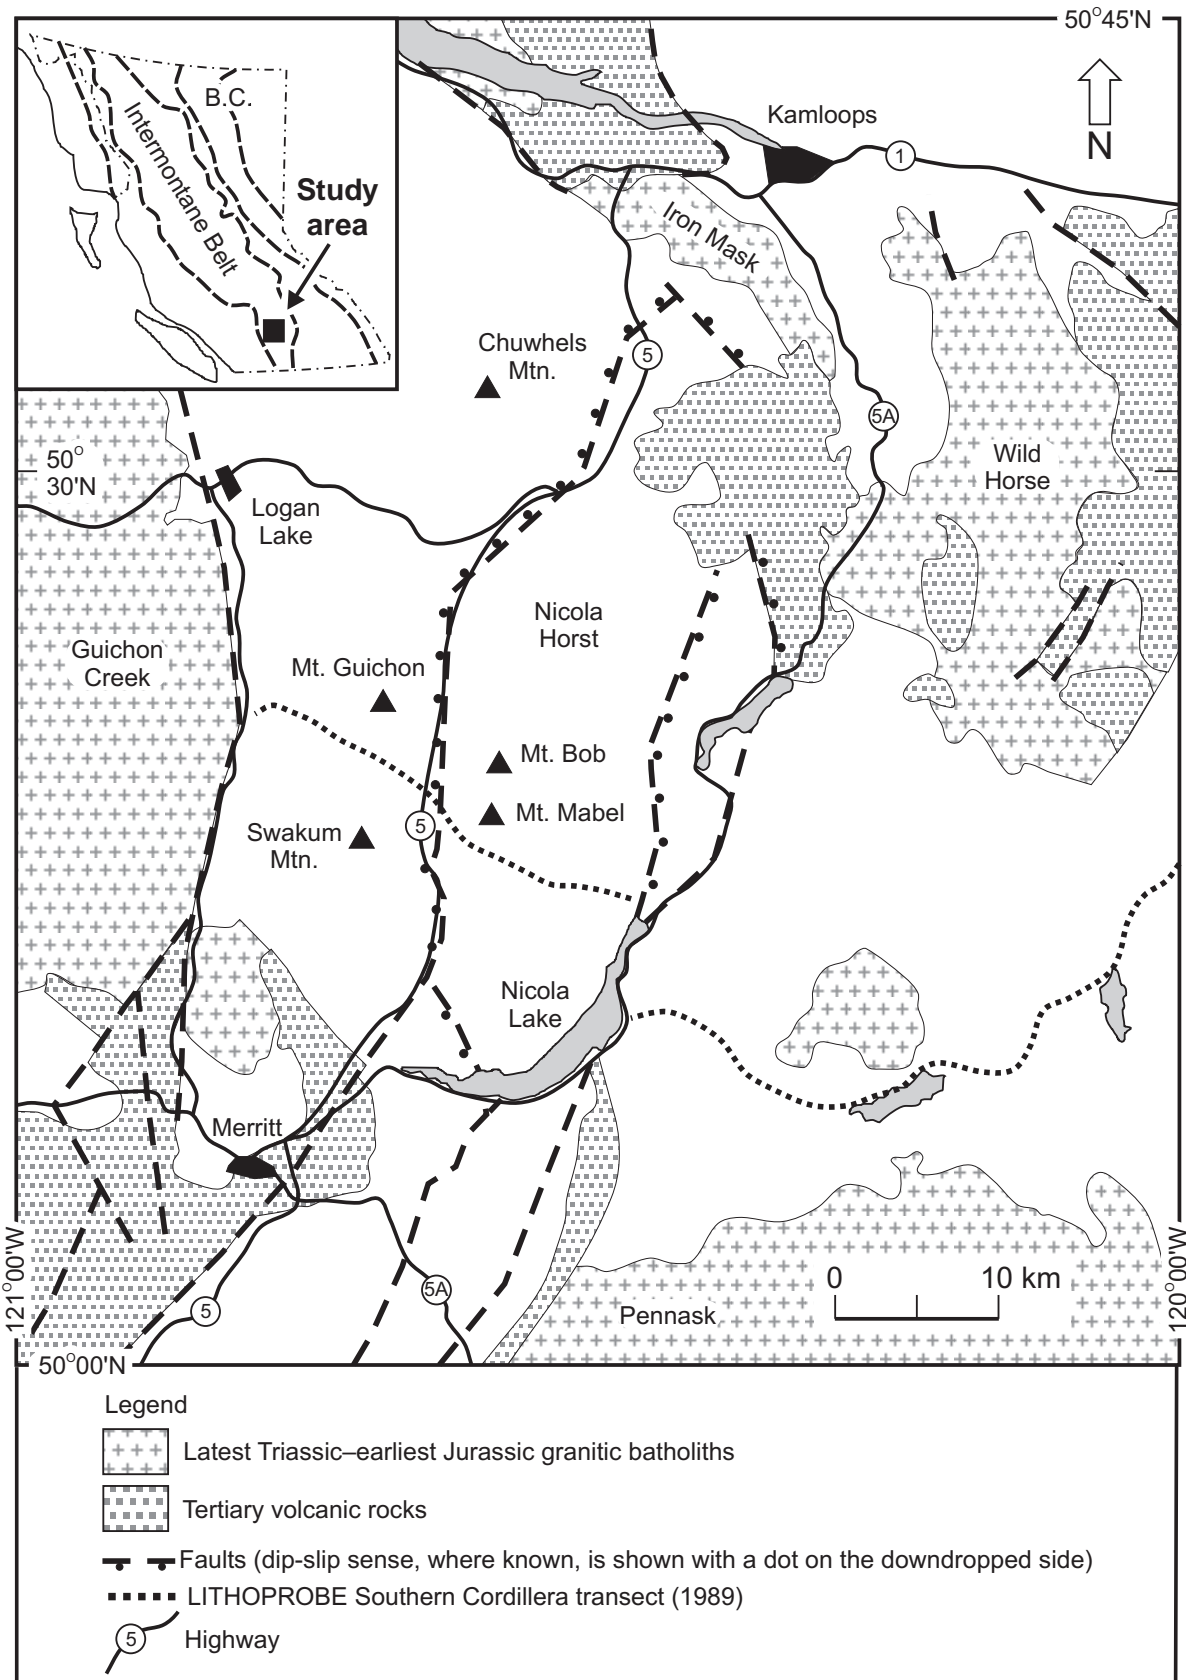 50°45'N
B.C.
Intermontane Belt
Study
area
Kamloops
N
1
Iron Mask
Chuwhels
Mtn.
5
5A
50°
30'N
Wild
Horse
Logan
Lake
Nicola
Horst
Guichon
Creek
Mt. Guichon
Mt. Bob
Mt. Mabel
5
Swakum
Mtn.
Nicola
Lake
Merritt
121°00'W
120°00'W
0 10 km
5A
5
Pennask
50°00'N
Legend
Latest Triassic–earliest Jurassic granitic batholiths
Tertiary volcanic rocks
Faults (dip-slip sense, where known, is shown with a dot on the downdropped side)
LITHOPROBE Southern Cordillera transect (1989)
5 Highway